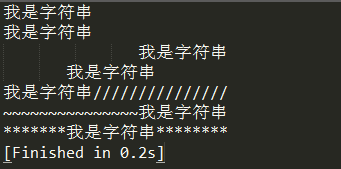 我是字符串
我是字符串
               我是字符串
       我是字符串
我是字符串///////////////
~~~~~~~~~~~~~~~我是字符串
*******我是字符串********
[Finished in 0.2s]